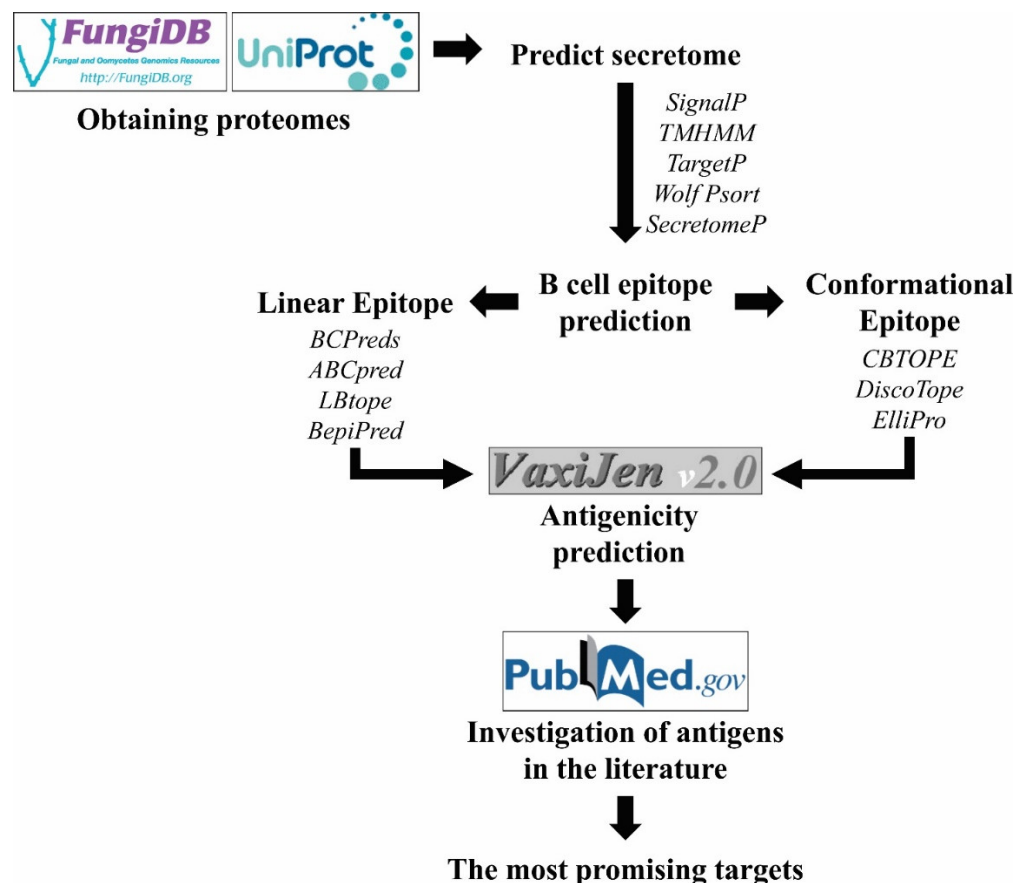 FungiDB
Fungal and Oomycetes Genomics Resources
http://FungiDB.org
UniProt
Obtaining proteomes
Predict secretome
SignalP
TMHMM
TargetP
Wolf Psort
SecretomeP
B cell epitope
prediction
Linear Epitope
BCPreds
ABCpred
LBtope
BepiPred
Conformational
Epitope
CBTOPE
DiscoTope
ElliPro
VaxiJen v2.0
Antigenicity
prediction
PubMed.gov
Investigation of antigens
in the literature
The most promising targets